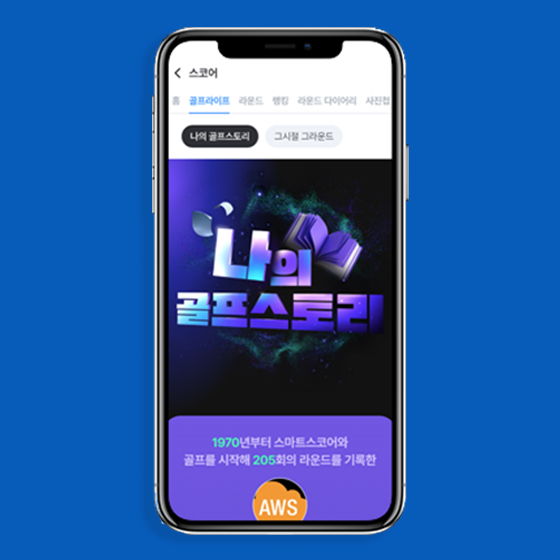 스코어
홈 골프라이프 라운드 랭킹 라운드 다이어리 사진첩
나의 골프스토리 그시절 그라운드
나의
골프스토리
1970년부터 스마트스코어와
골프를 시작해 205회의 라운드를 기록한
AWS